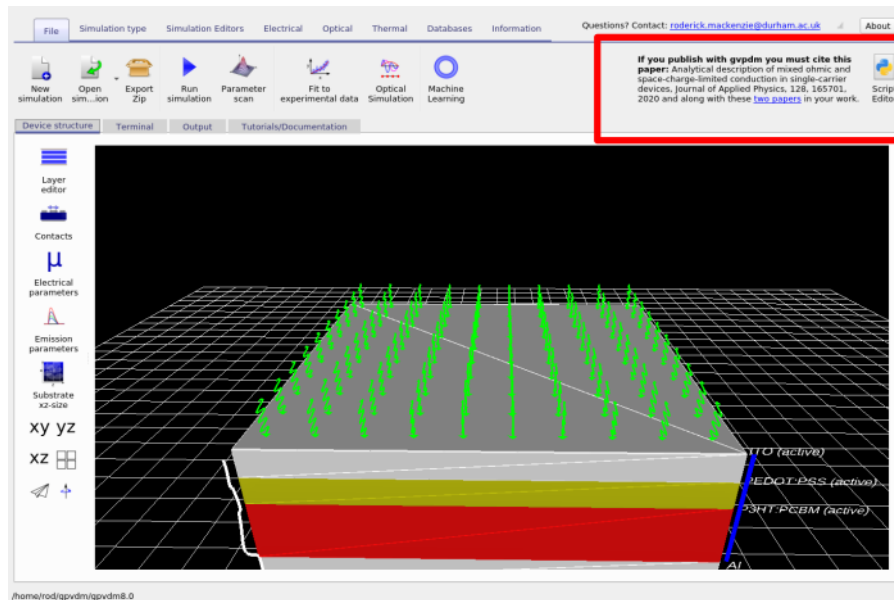 File Simulation type Simulation Editors Electrical Optical Thermal Databases Information
Questions? Contact: roderick.mackenzie@durham.ac.uk
About
New simulation
Open sim...ion
Export Zip
Run simulation
Parameter scan
Fit to experimental data
Optical Simulation
Machine Learning
If you publish with gvpdm you must cite this
paper: Analytical description of mixed ohmic and
space-charge-limited conduction in single-carrier
devices, Journal of Applied Physics, 128, 165701,
2020 and along with these two papers in your work.
Device structure Terminal Output Tutorials/Documentation
Layer
editor
Contacts
μ
Electrical
parameters
Emission
parameters
Substrate
xz-size
xy yz
xz
ITO (active)
PEDOT:PSS (active)
P3HT:PCBM (active)
Al
/home/rod/gpvdm/gpvdm8.0